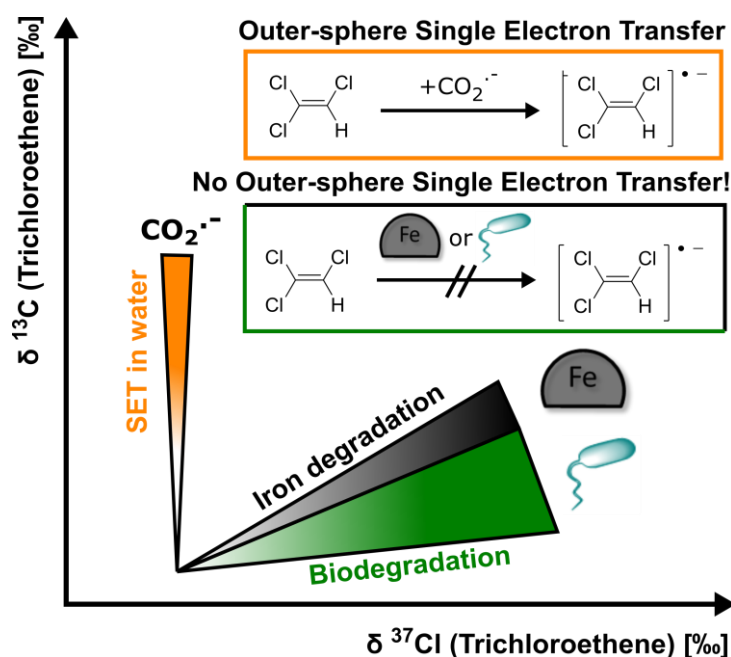 Outer-sphere Single Electron Transfer
Cl Cl
+CO₂·-
Cl H
Cl Cl
Cl H
• –
No Outer-sphere Single Electron Transfer!
CO₂·-
Cl Cl
Fe or
Cl H
Cl Cl
Cl H
• –
δ ¹³C (Trichloroethene) [‰]
SET in water
Iron degradation
Fe
Biodegradation
δ ³⁷Cl (Trichloroethene) [‰]